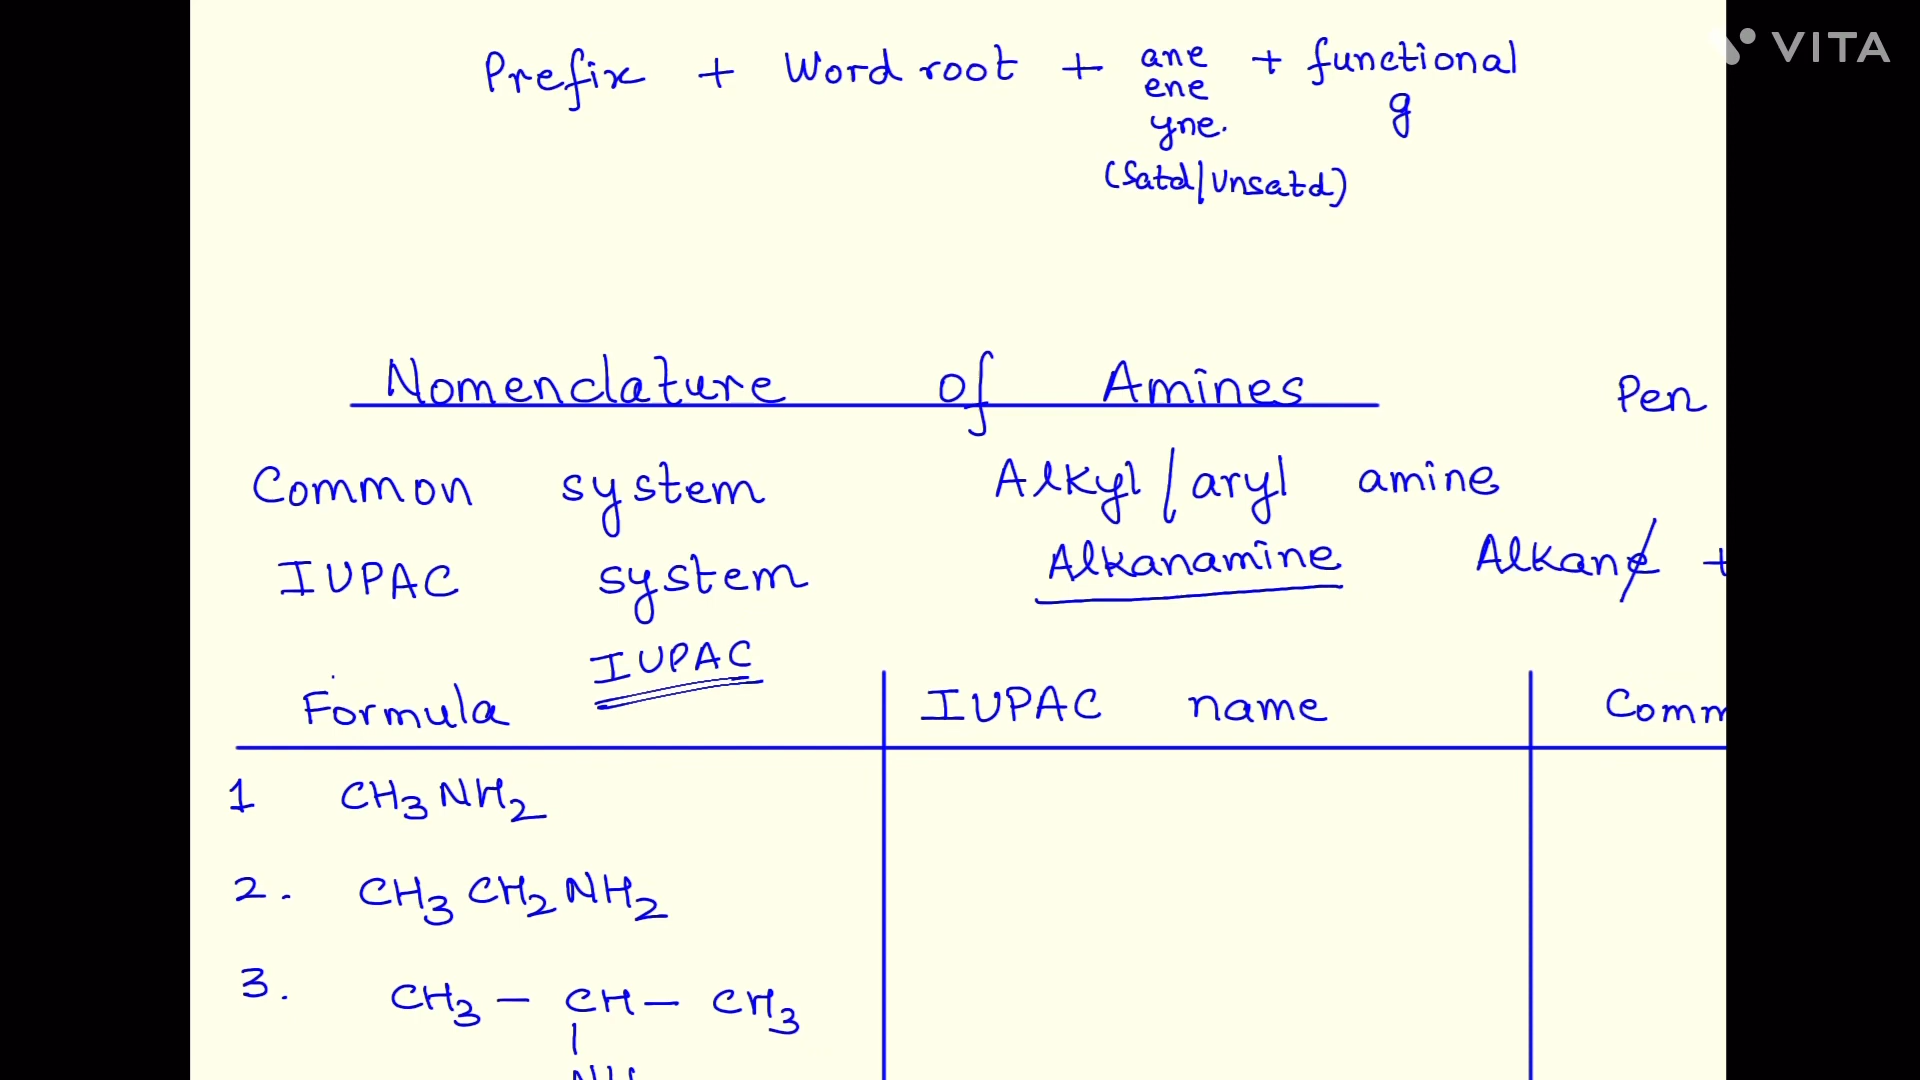 Prefix + Word root + ane + functional
ene g
yne.
(Satd/Unsatd)
Nomenclature of Amines Pen
Common system Alkyl/aryl amine
IUPAC system Alkanamine Alkane +
IUPAC
Formula IUPAC name Comm
1 CH3NH2
2. CH3CH2NH2
3. CH3 - CH - CH3
|
NH
VITA